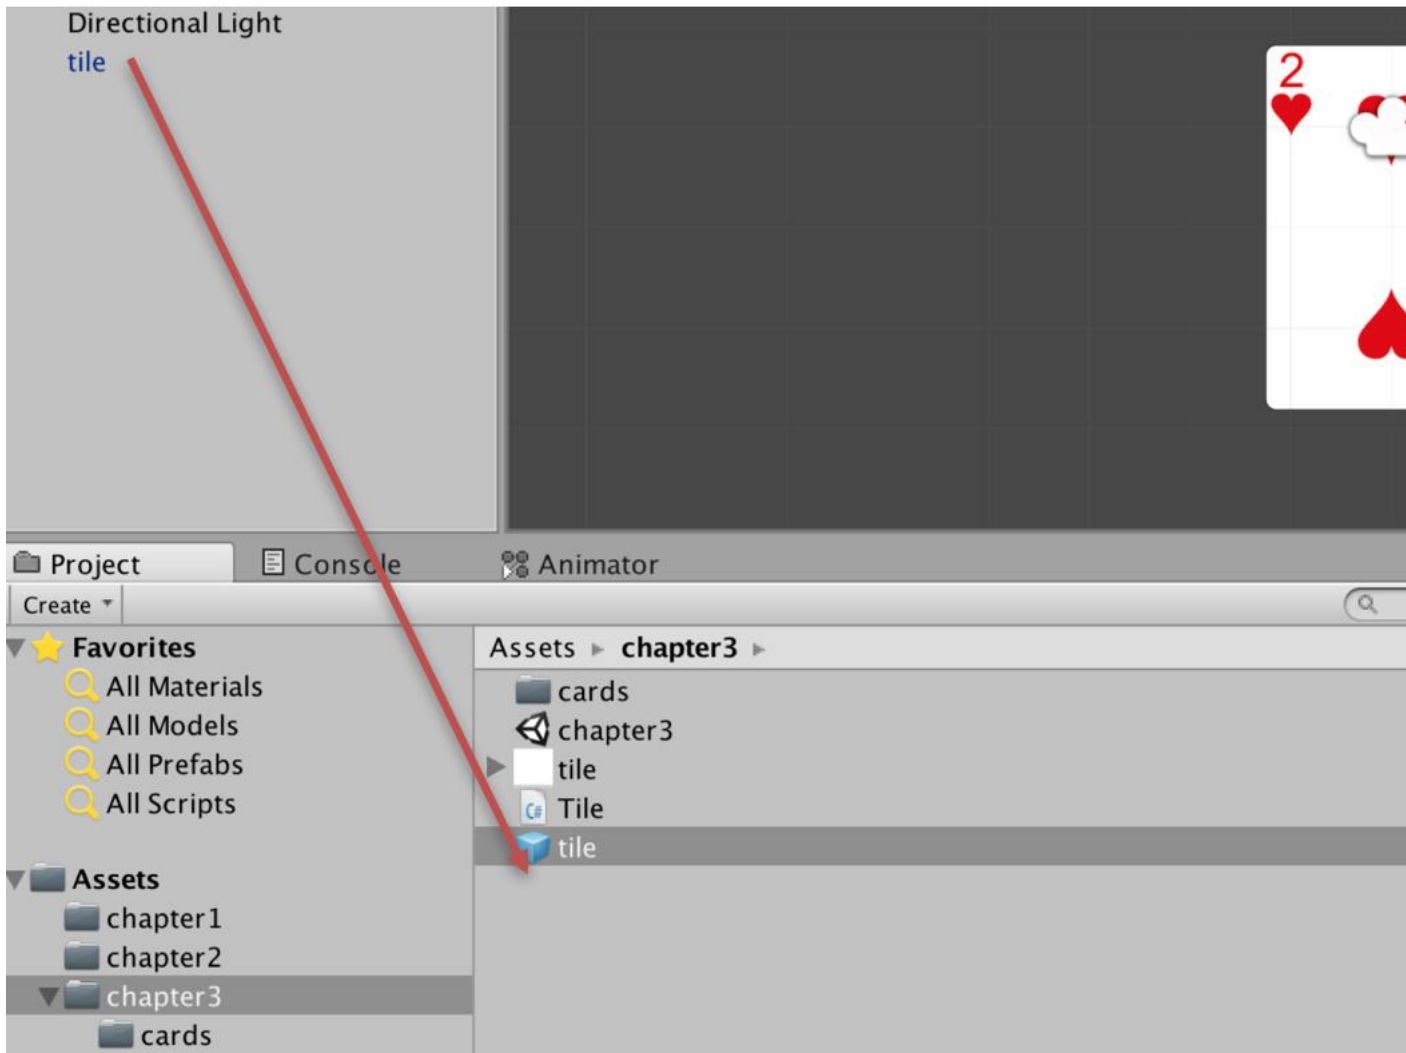 Directional Light
tile
2
Project
Console
Animator
Create
Favorites
All Materials
All Models
All Prefabs
All Scripts
Assets
chapter1
chapter2
chapter3
cards
Assets chapter3
cards
chapter3
tile
C# Tile
tile